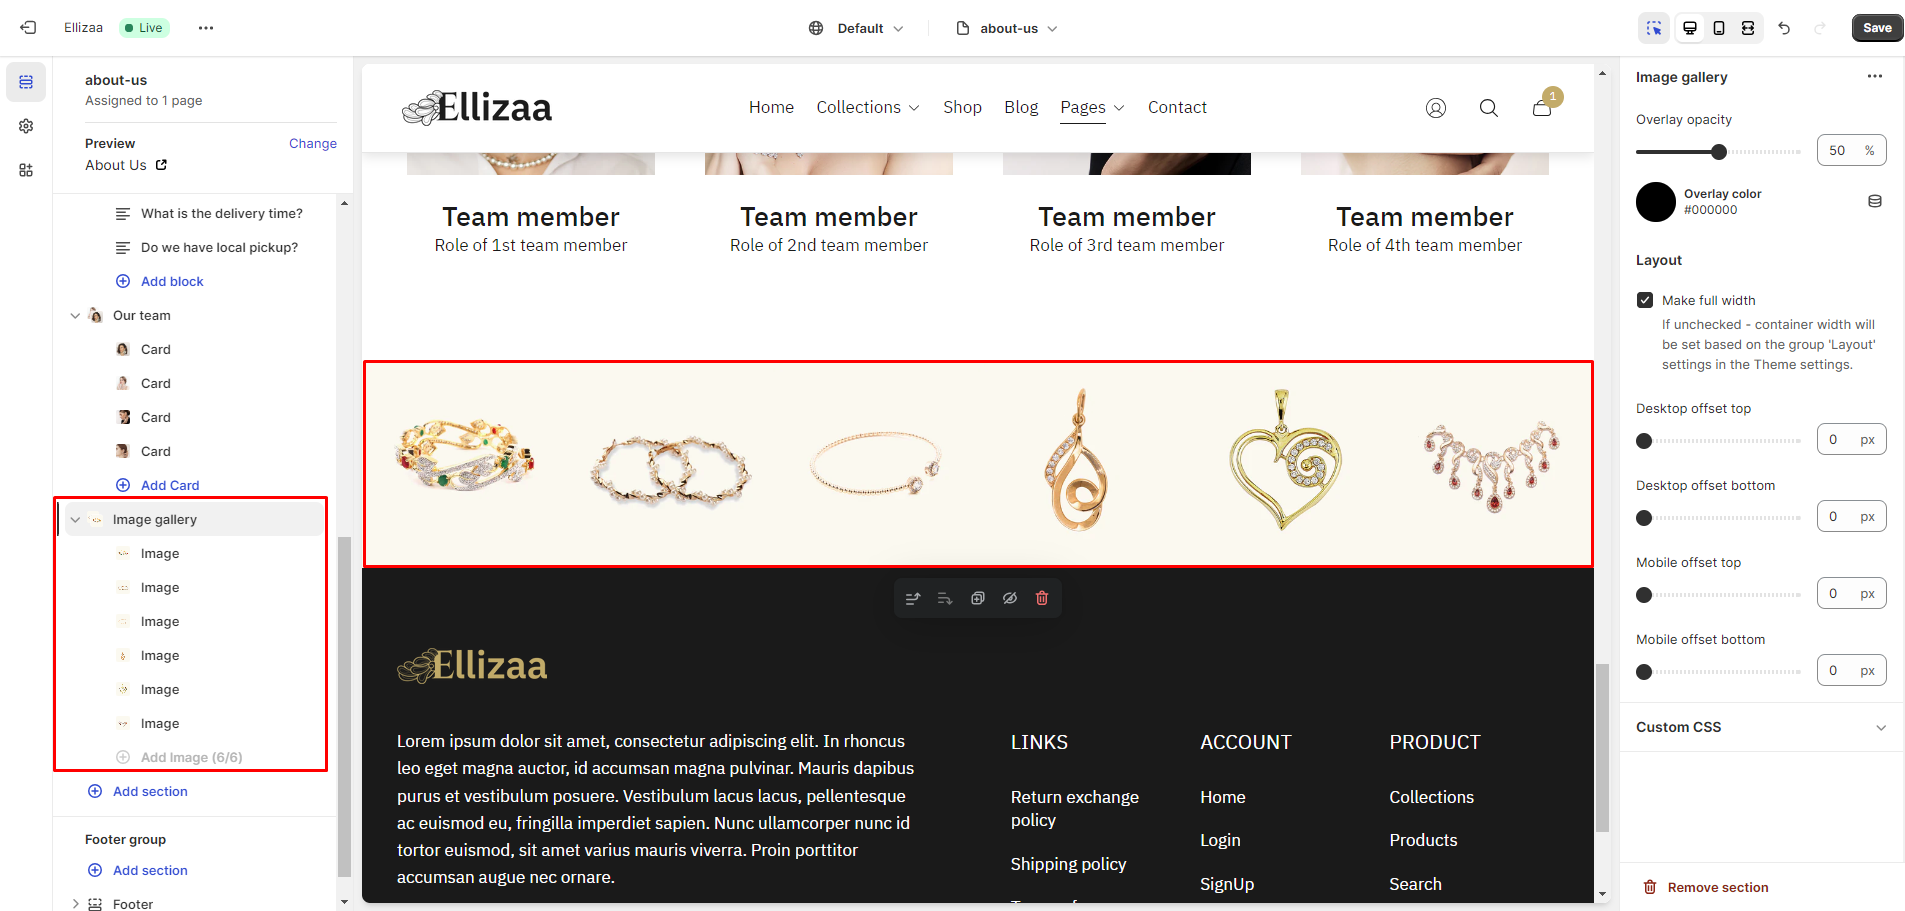 Ellizaa
Live
Default
about-us
Save
about-us
Assigned to 1 page
Preview
Change
About Us
What is the delivery time?
Do we have local pickup?
Add block
Our team
Card
Card
Card
Card
Add Card
Image gallery
Image
Image
Image
Image
Image
Image
Add Image (6/6)
Add section
Footer group
Add section
Footer
Ellizaa
Home
Collections
Shop
Blog
Pages
Contact
1
Team member
Role of 1st team member
Team member
Role of 2nd team member
Team member
Role of 3rd team member
Team member
Role of 4th team member
Ellizaa
Lorem ipsum dolor sit amet, consectetur adipiscing elit. In rhoncus
leo eget magna auctor, id accumsan magna pulvinar. Mauris dapibus
purus et vestibulum posuere. Vestibulum lacus lacus, pellentesque
ac euismod eu, fringilla imperdiet sapien. Nunc ullamcorper nunc id
tortor euismod, sit amet varius mauris viverra. Proin porttitor
accumsan augue nec ornare.
LINKS
Return exchange
policy
Shipping policy
ACCOUNT
Home
Login
SignUp
PRODUCT
Collections
Products
Search
Image gallery
Overlay opacity
50 %
Overlay color
#000000
Layout
Make full width
If unchecked - container width will
be set based on the group 'Layout'
settings in the Theme settings.
Desktop offset top
0 px
Desktop offset bottom
0 px
Mobile offset top
0 px
Mobile offset bottom
0 px
Custom CSS
Remove section